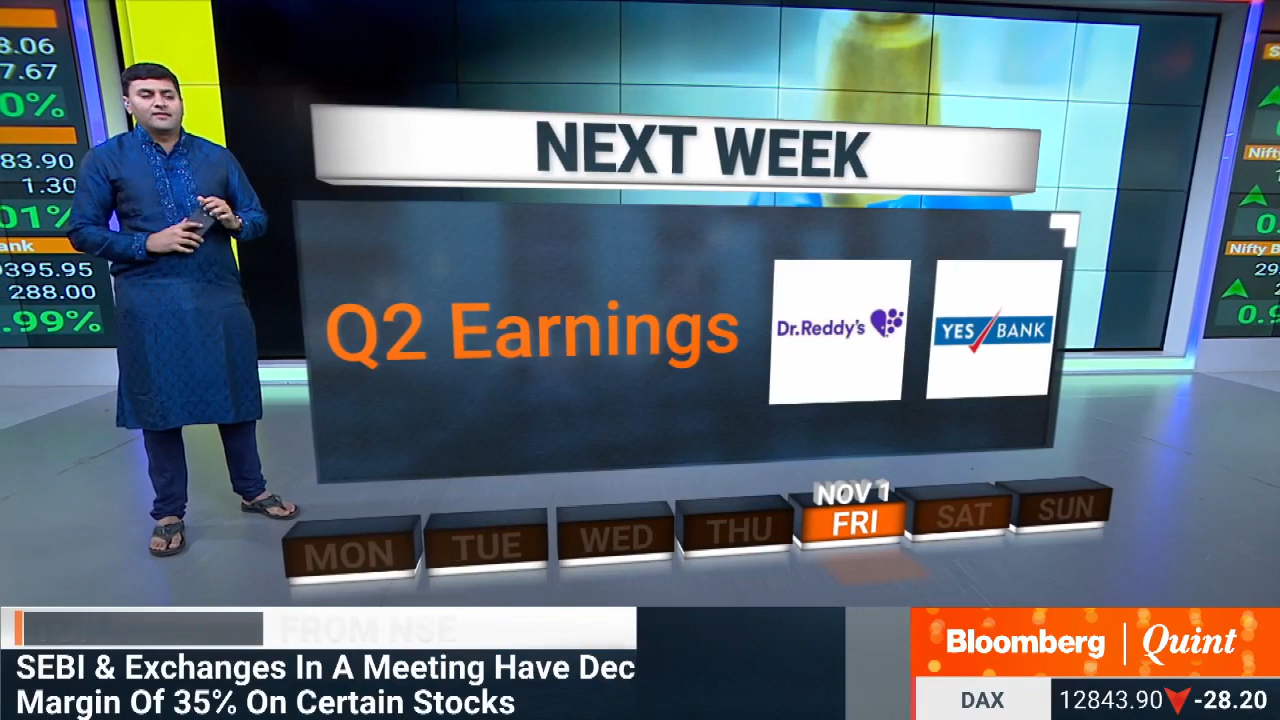 3.06
7.67
0%
83.90
1.30
01%
ank
9395.95
288.00
.99%
NEXT WEEK
Q2 Earnings
Dr.Reddy's
YES BANK
NOV 1
MON TUE WED THU FRI SAT SUN
Nifty
0.
Nifty B
29
0.9
FROM NSE
SEBI & Exchanges In A Meeting Have Dec
Margin Of 35% On Certain Stocks
Bloomberg | Quint
DAX 12843.90 -28.20